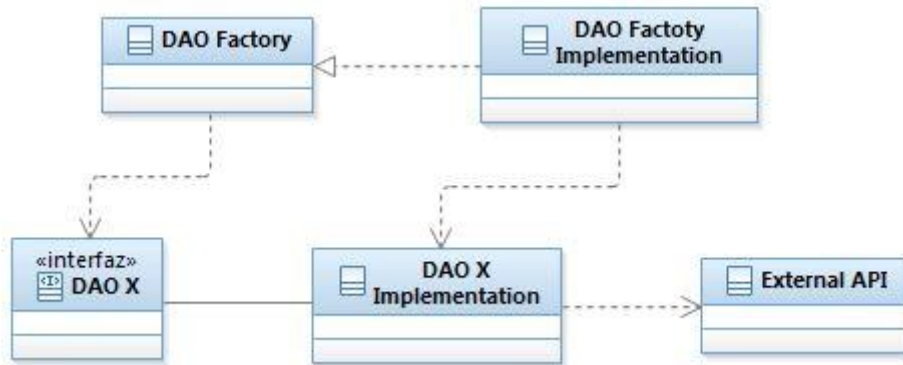 DAO Factory
DAO Factoty
Implementation
«interfaz»
DAO X
DAO X
Implementation
External API